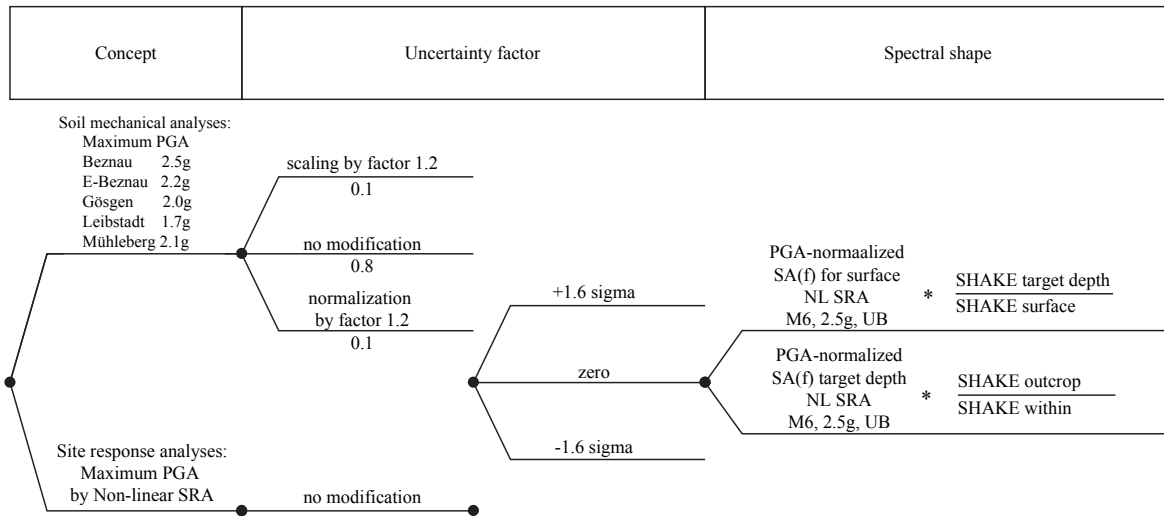 Concept
Uncertainty factor
Spectral shape
Soil mechanical analyses:
Maximum PGA
Beznau 2.5g
E-Beznau 2.2g
Gösgen 2.0g
Leibstadt 1.7g
Mühleberg 2.1g
scaling by factor 1.2
0.1
no modification
0.8
normalization
by factor 1.2
0.1
+1.6 sigma
zero
-1.6 sigma
PGA-normaalized
SA(f) for surface
NL SRA
M6, 2.5g, UB
*
SHAKE target depth
SHAKE surface
PGA-normalized
SA(f) target depth
NL SRA
M6, 2.5g, UB
*
SHAKE outcrop
SHAKE within
Site response analyses:
Maximum PGA
by Non-linear SRA
no modification